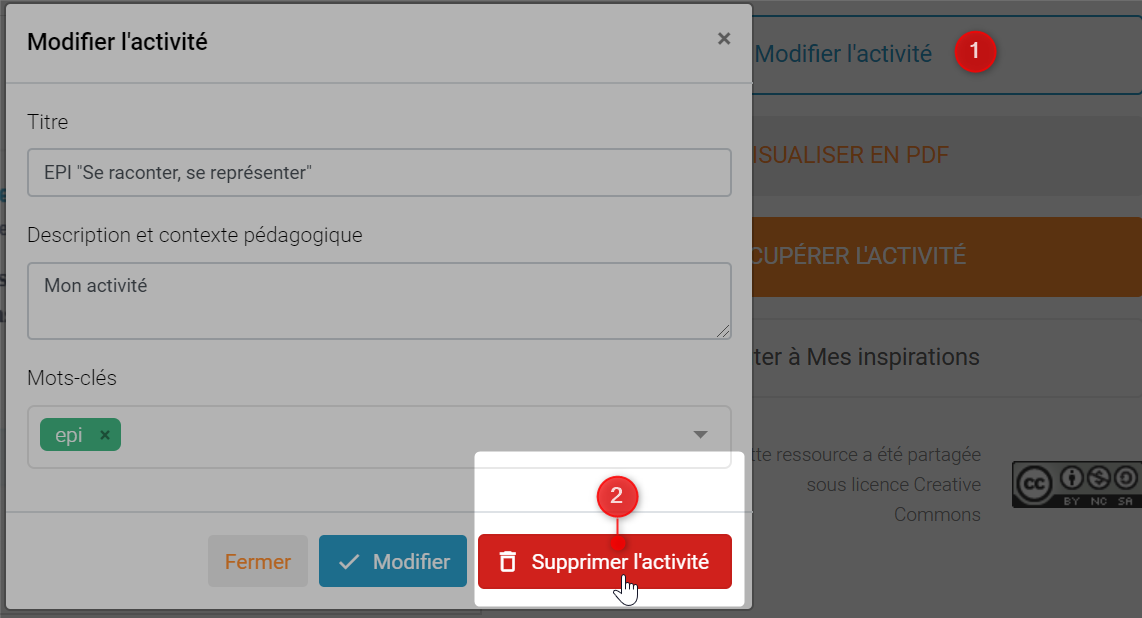 Modifier l'activité
×
Titre
EPI "Se raconter, se représenter"
Description et contexte pédagogique
Mon activité
Mots-clés
epi ×
Fermer
Modifier
2
Supprimer l'activité
Modifier l'activité
1
ISUALISER EN PDF
CUPÉRER L'ACTIVITÉ
ter à Mes inspirations
tte ressource a été partagée
sous licence Creative
Commons
cc
BY NC SA